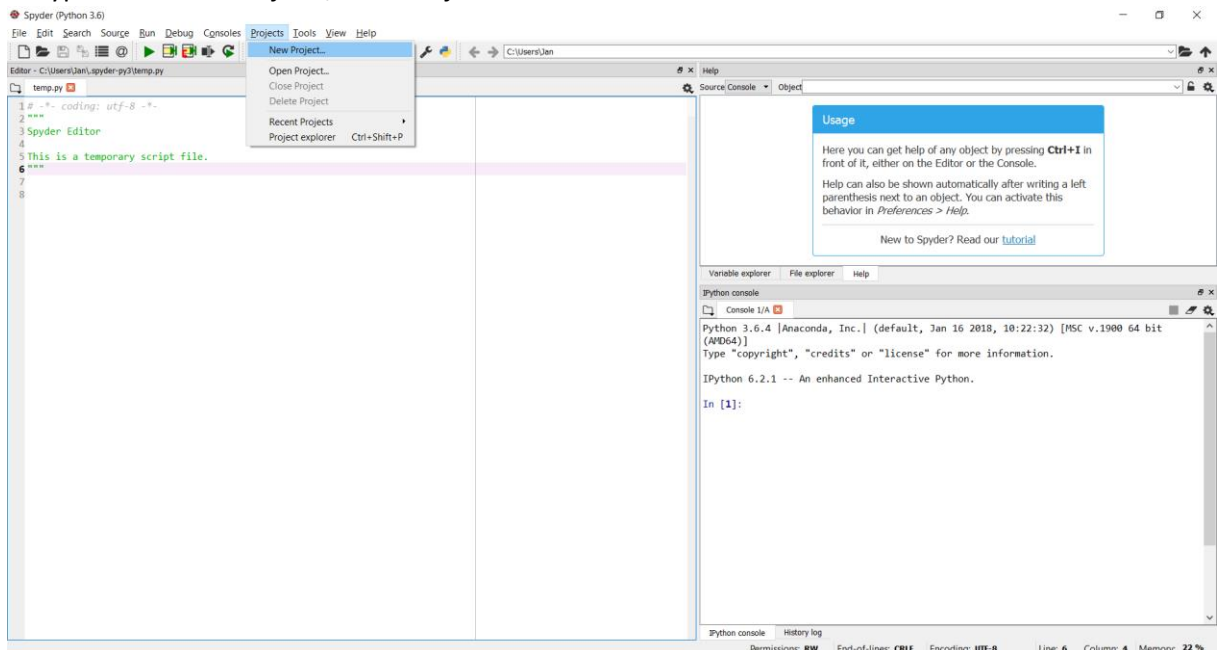 Spyder (Python 3.6)
File Edit Search Source Run Debug Consoles Projects Tools View Help
C:\Users\Jan
New Project...
Open Project...
Close Project
Delete Project
Recent Projects
Project explorer Ctrl+Shift+P
Editor - C:\Users\Jan\.spyder-py3\temp.py
temp.py
1 # -*- coding: utf-8 -*-
2 """
3 Spyder Editor
4
5 This is a temporary script file.
6 """
7
8
Help
Source Console Object
Usage
Here you can get help of any object by pressing Ctrl+I in
front of it, either on the Editor or the Console.
Help can also be shown automatically after writing a left
parenthesis next to an object. You can activate this
behavior in Preferences > Help.
New to Spyder? Read our tutorial
Variable explorer File explorer Help
IPython console
Console 1/A
Python 3.6.4 |Anaconda, Inc.| (default, Jan 16 2018, 10:22:32) [MSC v.1900 64 bit
(AMD64)]
Type "copyright", "credits" or "license" for more information.
IPython 6.2.1 -- An enhanced Interactive Python.
In [1]:
IPython console History log
Permissions: RW End-of-lines: CRLF Encoding: UTF-8 Line: 6 Column: 4 Memory: 22 %